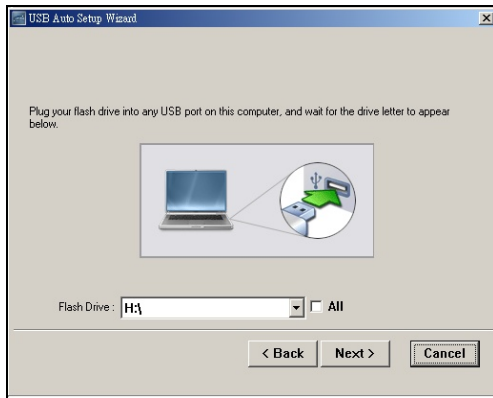 USB Auto Setup Wizard
Plug your flash drive into any USB port on this computer, and wait for the drive letter to appear
below.
Flash Drive : H:\ All
< Back Next > Cancel